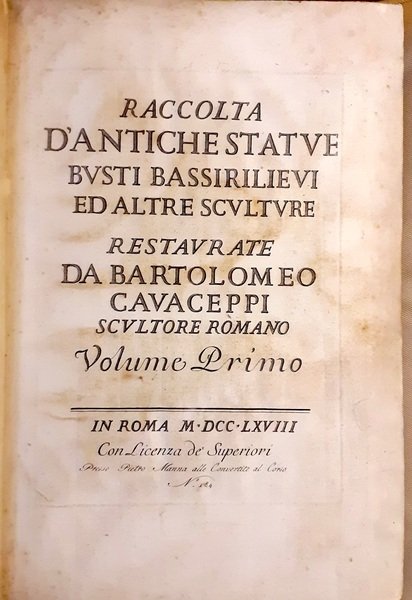 RACCOLTA
D'ANTICHE STATVE
BVSTI BASSIRILIEVI
ED ALTRE SCVLTVRE
RESTAVRATE
DA BARTOLOMEO
CAVACEPPI
SCVLTORE RÒMANO
Volume Primo
IN ROMA M·DCC·LXVIII
Con Licenza de' Superiori
Presso Pietro Manna alle Convertite al Corso
N.º